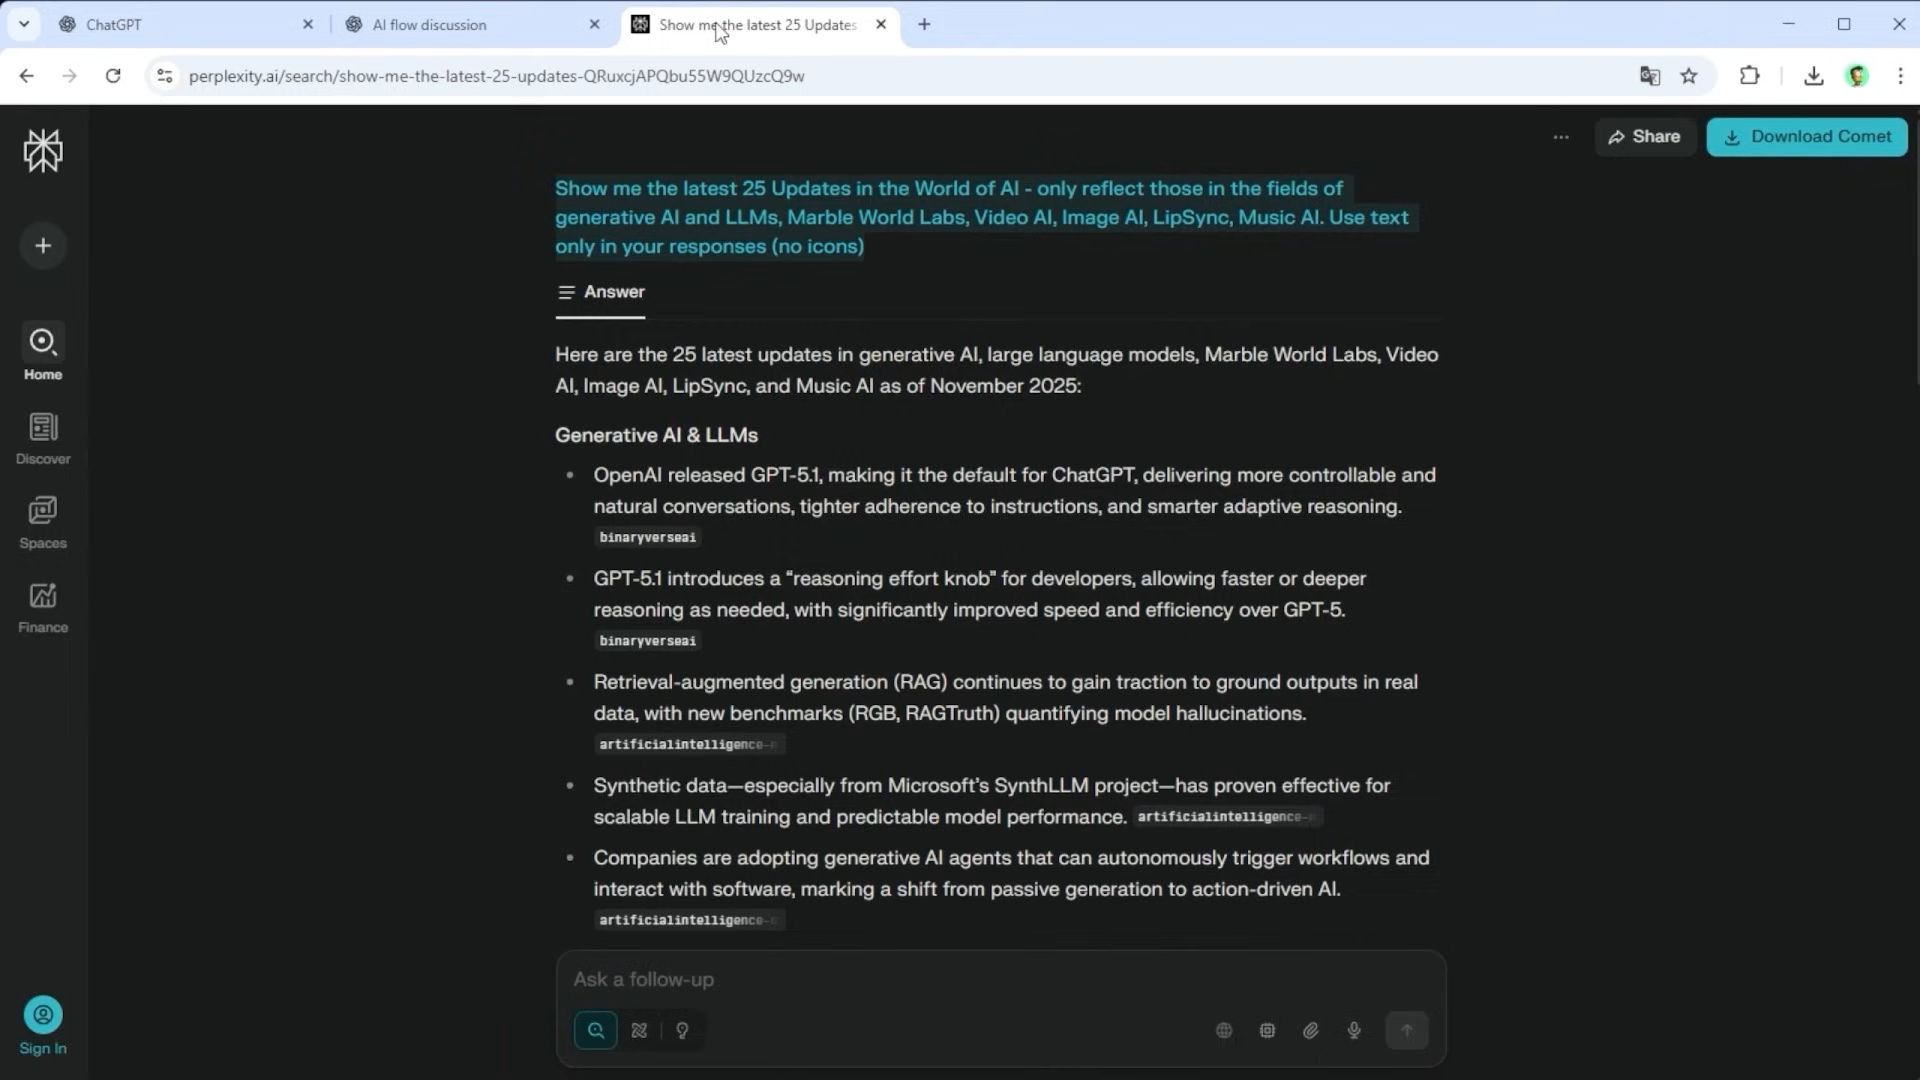 ChatGPT
AI flow discussion
Show me the latest 25 Updates
perplexity.ai/search/show-me-the-latest-25-updates-QRuxcjAPQbu55W9QUzcQ9w
Share
Download Comet
Show me the latest 25 Updates in the World of AI - only reflect those in the fields of
generative AI and LLMs, Marble World Labs, Video AI, Image AI, LipSync, Music AI. Use text
only in your responses (no icons)
Answer
Here are the 25 latest updates in generative AI, large language models, Marble World Labs, Video
AI, Image AI, LipSync, and Music AI as of November 2025:
Generative AI & LLMs
• OpenAI released GPT-5.1, making it the default for ChatGPT, delivering more controllable and
natural conversations, tighter adherence to instructions, and smarter adaptive reasoning.
binaryverseai
• GPT-5.1 introduces a “reasoning effort knob” for developers, allowing faster or deeper
reasoning as needed, with significantly improved speed and efficiency over GPT-5.
binaryverseai
• Retrieval-augmented generation (RAG) continues to gain traction to ground outputs in real
data, with new benchmarks (RGB, RAGTruth) quantifying model hallucinations.
artificialintelligence-
• Synthetic data—especially from Microsoft’s SynthLLM project—has proven effective for
scalable LLM training and predictable model performance. artificialintelligence-
• Companies are adopting generative AI agents that can autonomously trigger workflows and
interact with software, marking a shift from passive generation to action-driven AI.
artificialintelligence-
Home
Discover
Spaces
Finance
Sign In
Ask a follow-up